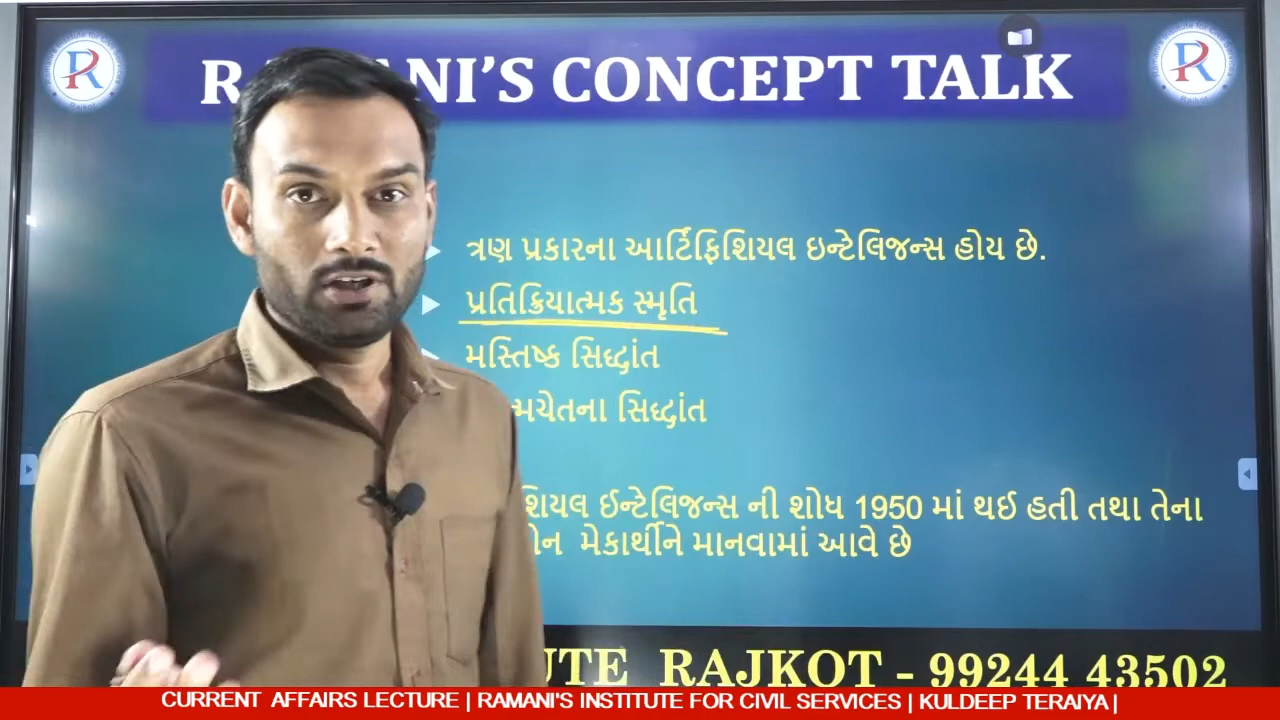 R MANI'S CONCEPT TALK
ત્રણ પ્રકારના આર્ટિફિશિયલ ઇન્ટેલિજન્સ હોય છે.
પ્રતિક્રિયાત્મક સ્મૃતિ
મસ્તિષ્ક સિદ્ધાંત
મચેતના સિદ્ધાંત
શિયલ ઈન્ટેલિજન્સ ની શોધ 1950 માં થઈ હતી તથા તેના
મેકાર્થીને માનવામાં આવે છે
UTE RAJKOT - 99244 43502
CURRENT AFFAIRS LECTURE | RAMANI'S INSTITUTE FOR CIVIL SERVICES | KULDEEP TERAIYA |